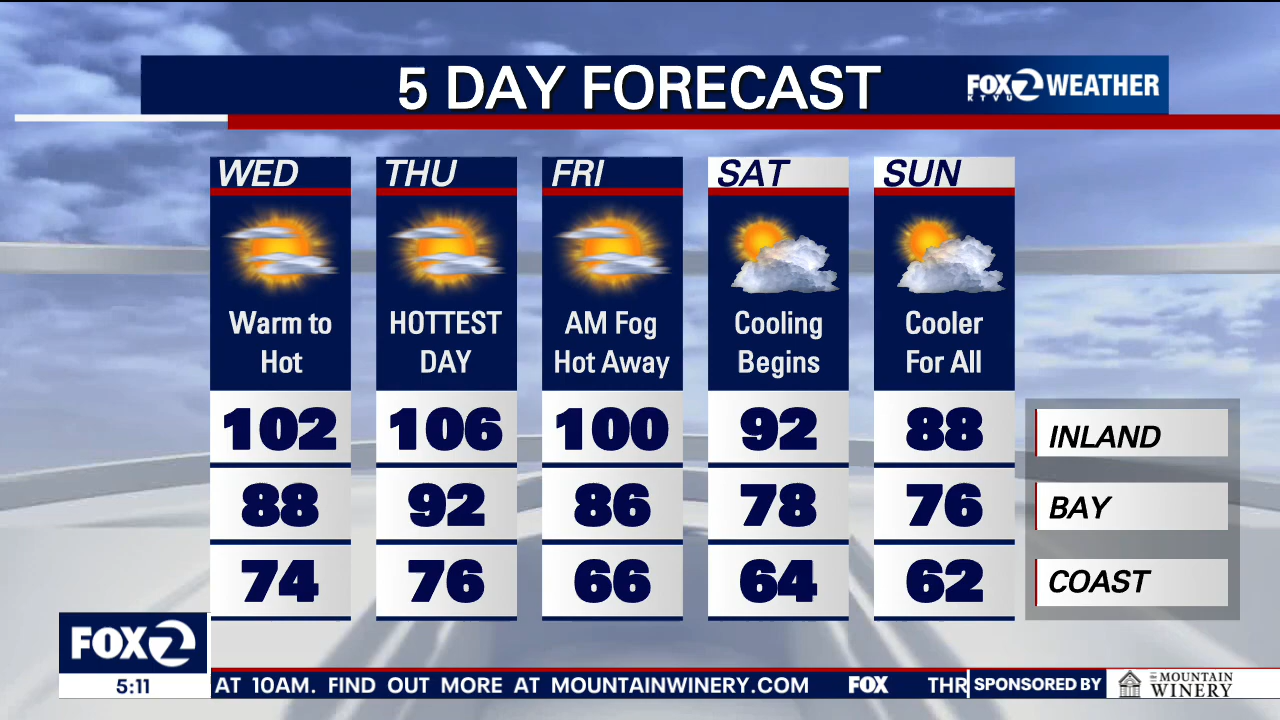 5 DAY FORECAST
FOX 2 WEATHER
KTVU
WED THU FRI SAT SUN
Warm to HOTTEST AM Fog Cooling Cooler
Hot DAY Hot Away Begins For All
102 106 100 92 88 INLAND
88 92 86 78 76 BAY
74 76 66 64 62 COAST
FOX 2
5:11
AT 10AM. FIND OUT MORE AT MOUNTAINWINERY.COM FOX THR
SPONSORED BY
THE MOUNTAIN
WINERY